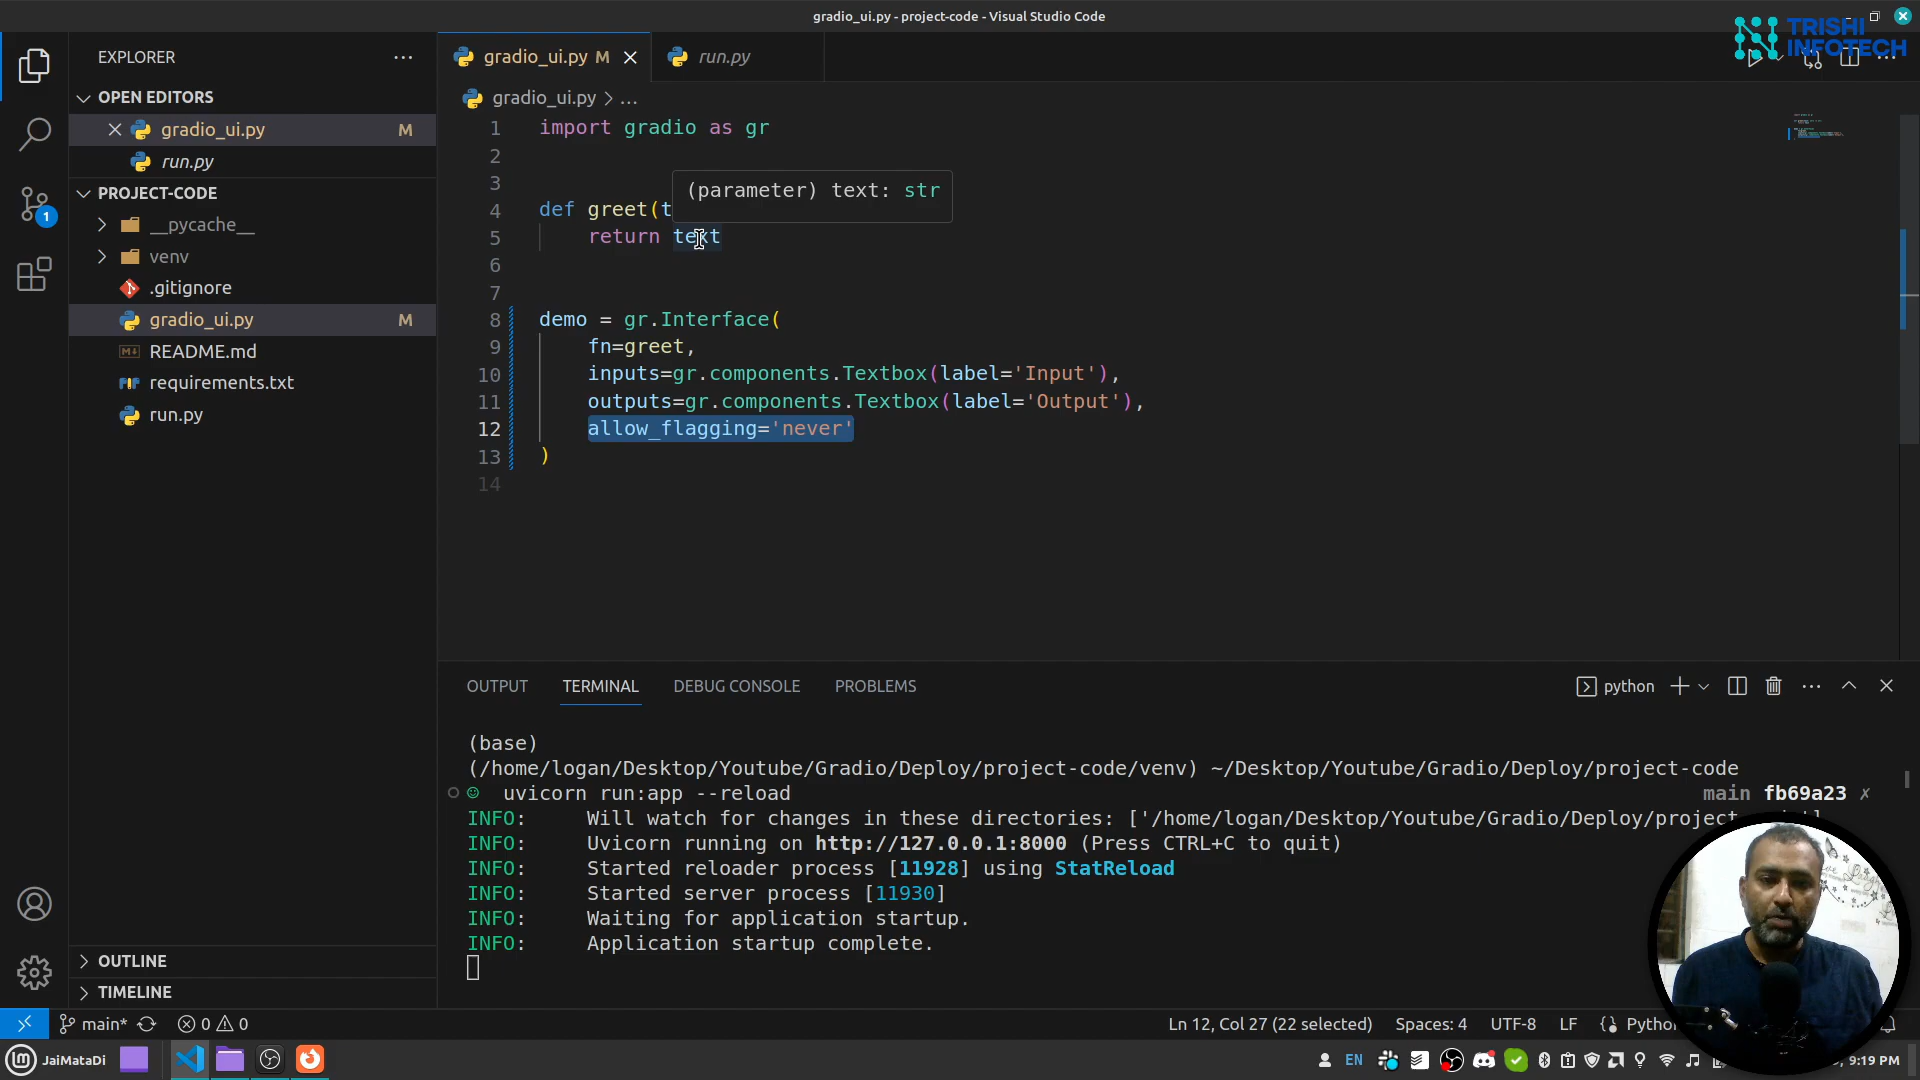 gradio_ui.py - project-code - Visual Studio Code
TRISHI
INFOTECH
EXPLORER
OPEN EDITORS
gradio_ui.py M
run.py
PROJECT-CODE
__pycache__
venv
.gitignore
gradio_ui.py M
README.md
requirements.txt
run.py
OUTLINE
TIMELINE
gradio_ui.py M
run.py
gradio_ui.py > ...
1 import gradio as gr
2
3
(parameter) text: str
4 def greet(t
5 return text
6
7
8 demo = gr.Interface(
9 fn=greet,
10 inputs=gr.components.Textbox(label='Input'),
11 outputs=gr.components.Textbox(label='Output'),
12 allow_flagging='never'
13 )
14
OUTPUT TERMINAL DEBUG CONSOLE PROBLEMS
python
(base)
(/home/logan/Desktop/Youtube/Gradio/Deploy/project-code/venv) ~/Desktop/Youtube/Gradio/Deploy/project-code
uvicorn run:app --reload main fb69a23 ✗
INFO: Will watch for changes in these directories: ['/home/logan/Desktop/Youtube/Gradio/Deploy/project-
INFO: Uvicorn running on http://127.0.0.1:8000 (Press CTRL+C to quit)
INFO: Started reloader process [11928] using StatReload
INFO: Started server process [11930]
INFO: Waiting for application startup.
INFO: Application startup complete.
main* 0 0 Ln 12, Col 27 (22 selected) Spaces: 4 UTF-8 LF
JaiMataDi EN 9:19 PM
1